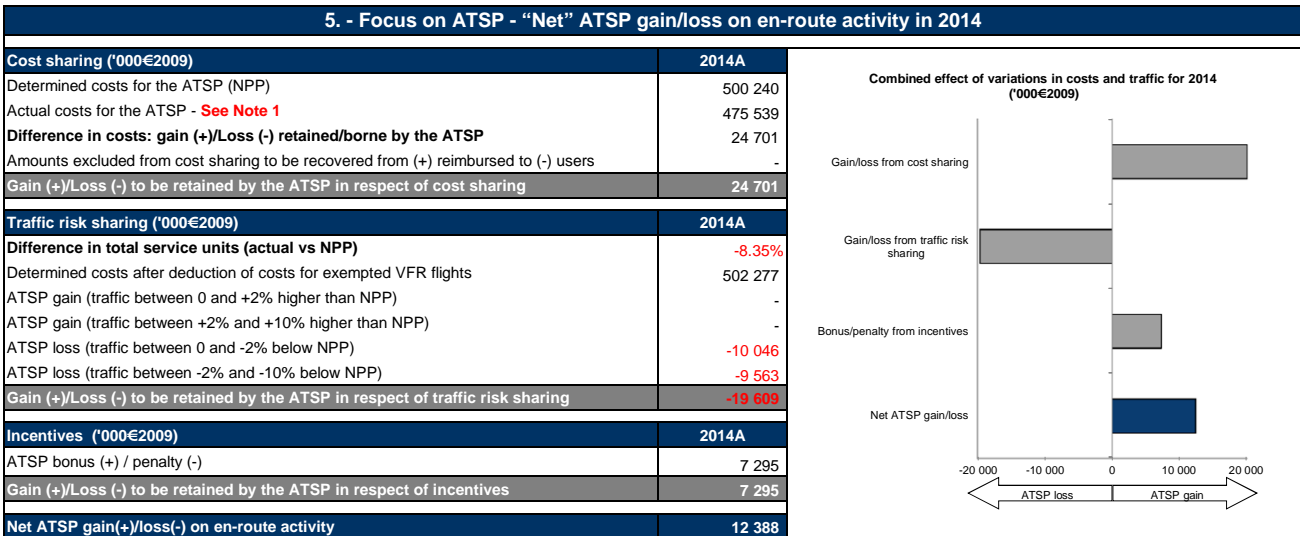 5. - Focus on ATSP - “Net” ATSP gain/loss on en-route activity in 2014
Cost sharing ('000€2009) 2014A
Determined costs for the ATSP (NPP) 500 240
Actual costs for the ATSP - See Note 1 475 539
Difference in costs: gain (+)/Loss (-) retained/borne by the ATSP 24 701
Amounts excluded from cost sharing to be recovered from (+) reimbursed to (-) users -
Gain (+)/Loss (-) to be retained by the ATSP in respect of cost sharing 24 701
Traffic risk sharing ('000€2009) 2014A
Difference in total service units (actual vs NPP) -8.35%
Determined costs after deduction of costs for exempted VFR flights 502 277
ATSP gain (traffic between 0 and +2% higher than NPP) -
ATSP gain (traffic between +2% and +10% higher than NPP) -
ATSP loss (traffic between 0 and -2% below NPP) -10 046
ATSP loss (traffic between -2% and -10% below NPP) -9 563
Gain (+)/Loss (-) to be retained by the ATSP in respect of traffic risk sharing -19 609
Incentives ('000€2009) 2014A
ATSP bonus (+) / penalty (-) 7 295
Gain (+)/Loss (-) to be retained by the ATSP in respect of incentives 7 295
Net ATSP gain(+)/loss(-) on en-route activity 12 388
Combined effect of variations in costs and traffic for 2014
('000€2009)
Gain/loss from cost sharing
Gain/loss from traffic risk
sharing
Bonus/penalty from incentives
Net ATSP gain/loss
-20 000 -10 000 0 10 000 20 000
ATSP loss ATSP gain